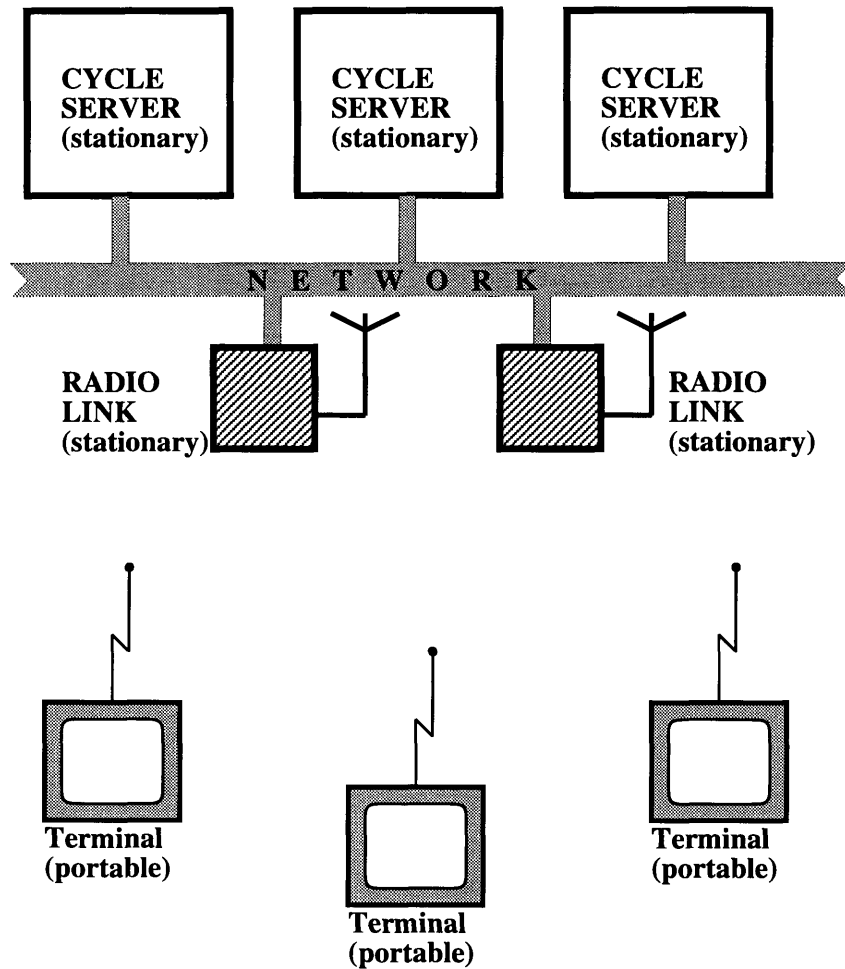 CYCLE
SERVER
(stationary)
CYCLE
SERVER
(stationary)
CYCLE
SERVER
(stationary)
N E T W O R K
RADIO
LINK
(stationary)
RADIO
LINK
(stationary)
Terminal
(portable)
Terminal
(portable)
Terminal
(portable)